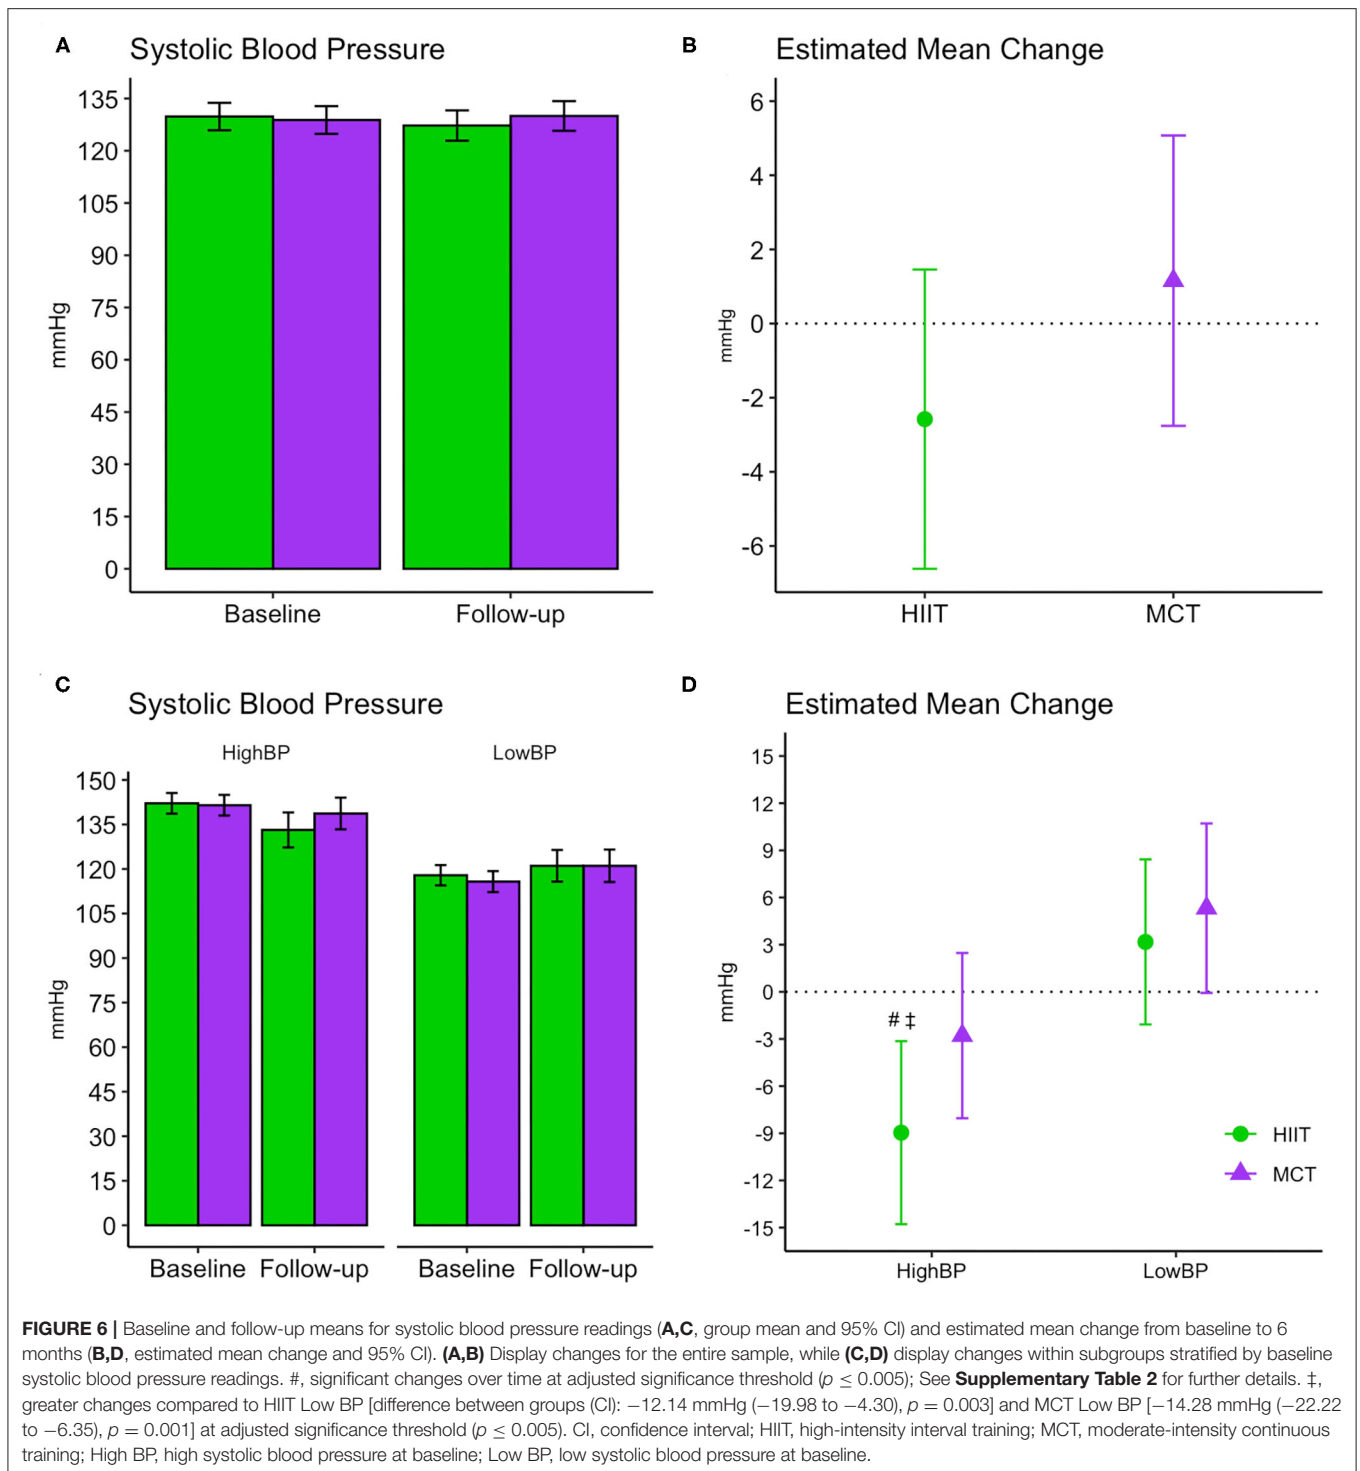 A Systolic Blood Pressure
135
120
105
90
75
60
45
30
15
0
mmHg
Baseline Follow-up
B Estimated Mean Change
6
4
2
0
-2
-4
-6
mmHg
HIIT MCT
C Systolic Blood Pressure
HighBP LowBP
150
135
120
105
90
75
60
45
30
15
0
mmHg
Baseline Follow-up Baseline Follow-up
D Estimated Mean Change
15
12
9
6
3
0
-3
-6
-9
-12
-15
mmHg
# ‡
HIIT
MCT
HighBP LowBP
FIGURE 6 | Baseline and follow-up means for systolic blood pressure readings (A,C, group mean and 95% CI) and estimated mean change from baseline to 6
months (B,D, estimated mean change and 95% CI). (A,B) Display changes for the entire sample, while (C,D) display changes within subgroups stratified by baseline
systolic blood pressure readings. #, significant changes over time at adjusted significance threshold (p ≤ 0.005); See Supplementary Table 2 for further details. ‡,
greater changes compared to HIIT Low BP [difference between groups (CI): −12.14 mmHg (−19.98 to −4.30), p = 0.003] and MCT Low BP [−14.28 mmHg (−22.22
to −6.35), p = 0.001] at adjusted significance threshold (p ≤ 0.005). CI, confidence interval; HIIT, high-intensity interval training; MCT, moderate-intensity continuous
training; High BP, high systolic blood pressure at baseline; Low BP, low systolic blood pressure at baseline.